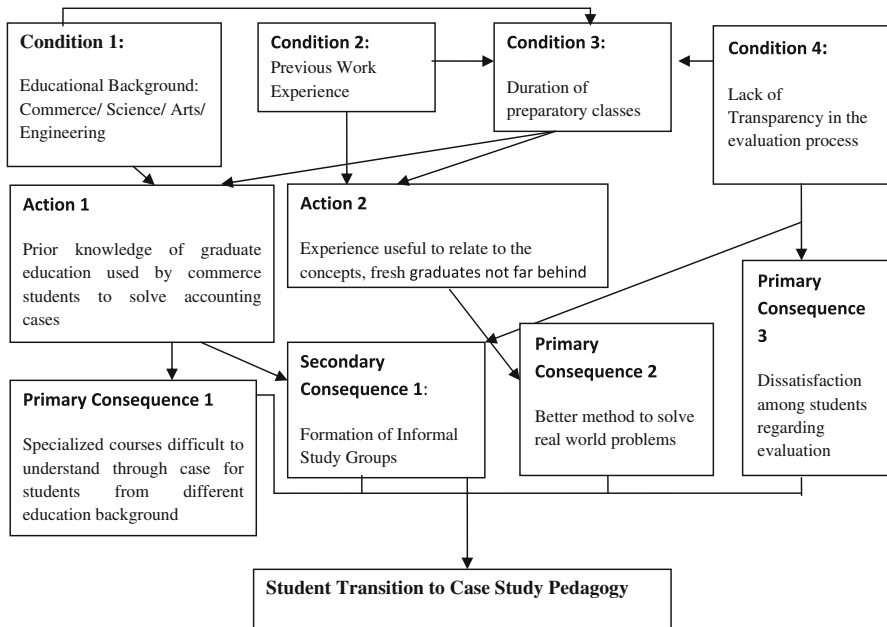 Condition 1:
Educational Background:
Commerce/ Science/ Arts/
Engineering
Condition 2:
Previous Work
Experience
Condition 3:
Duration of
preparatory classes
Condition 4:
Lack of
Transparency in the
evaluation process
Action 1
Prior knowledge of graduate
education used by commerce
students to solve accounting
cases
Action 2
Experience useful to relate to the
concepts, fresh graduates not far behind
Primary
Consequence
3
Dissatisfaction
among students
regarding
evaluation
Primary Consequence 1
Specialized courses difficult to
understand through case for
students from different
education background
Secondary
Consequence 1:
Formation of Informal
Study Groups
Primary
Consequence 2
Better method to solve
real world problems
Student Transition to Case Study Pedagogy